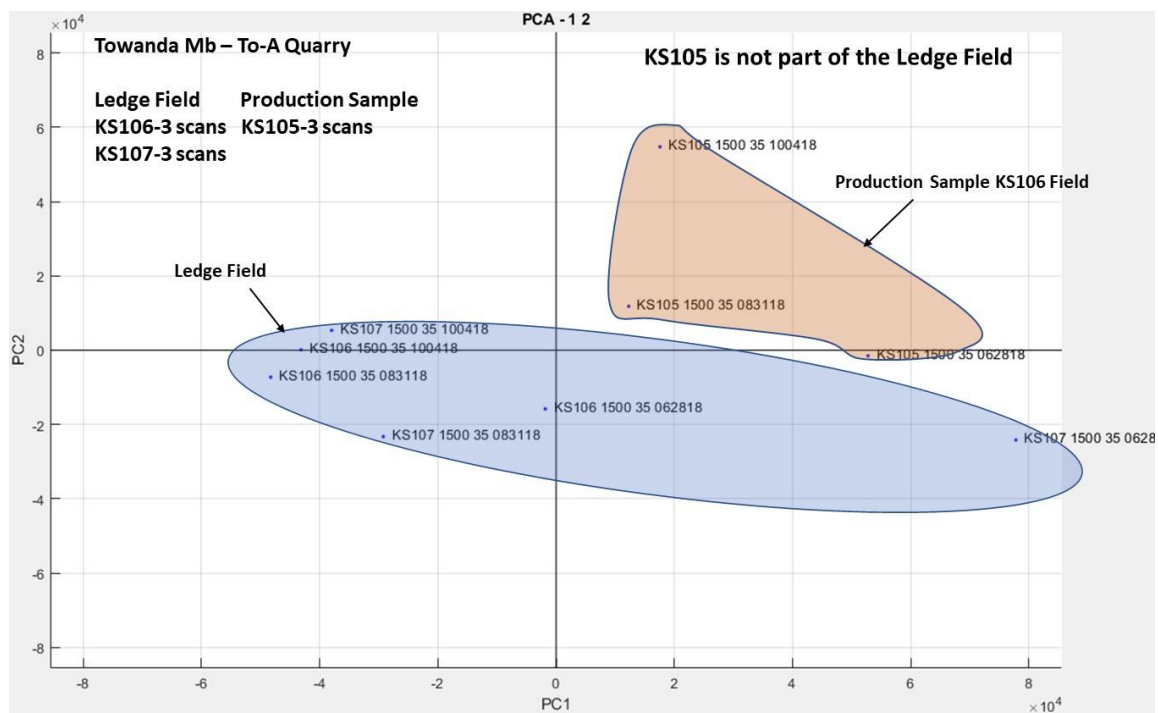 PCA - 1 2
×10⁴
Towanda Mb – To-A Quarry
KS105 is not part of the Ledge Field
Ledge Field Production Sample
KS106-3 scans KS105-3 scans
KS107-3 scans
KS105 1500 35 100418
Production Sample KS106 Field
Ledge Field
KS105 1500 35 083118
KS107 1500 35 100418
KS106 1500 35 100418
KS105 1500 35 062818
KS106 1500 35 083118
KS106 1500 35 062818
KS107 1500 35 083118
KS107 1500 35 0628
8
6
4
2
0
-2
-4
-6
-8
PC2
-8 -6 -4 -2 0 2 4 6 8
PC1
×10⁴